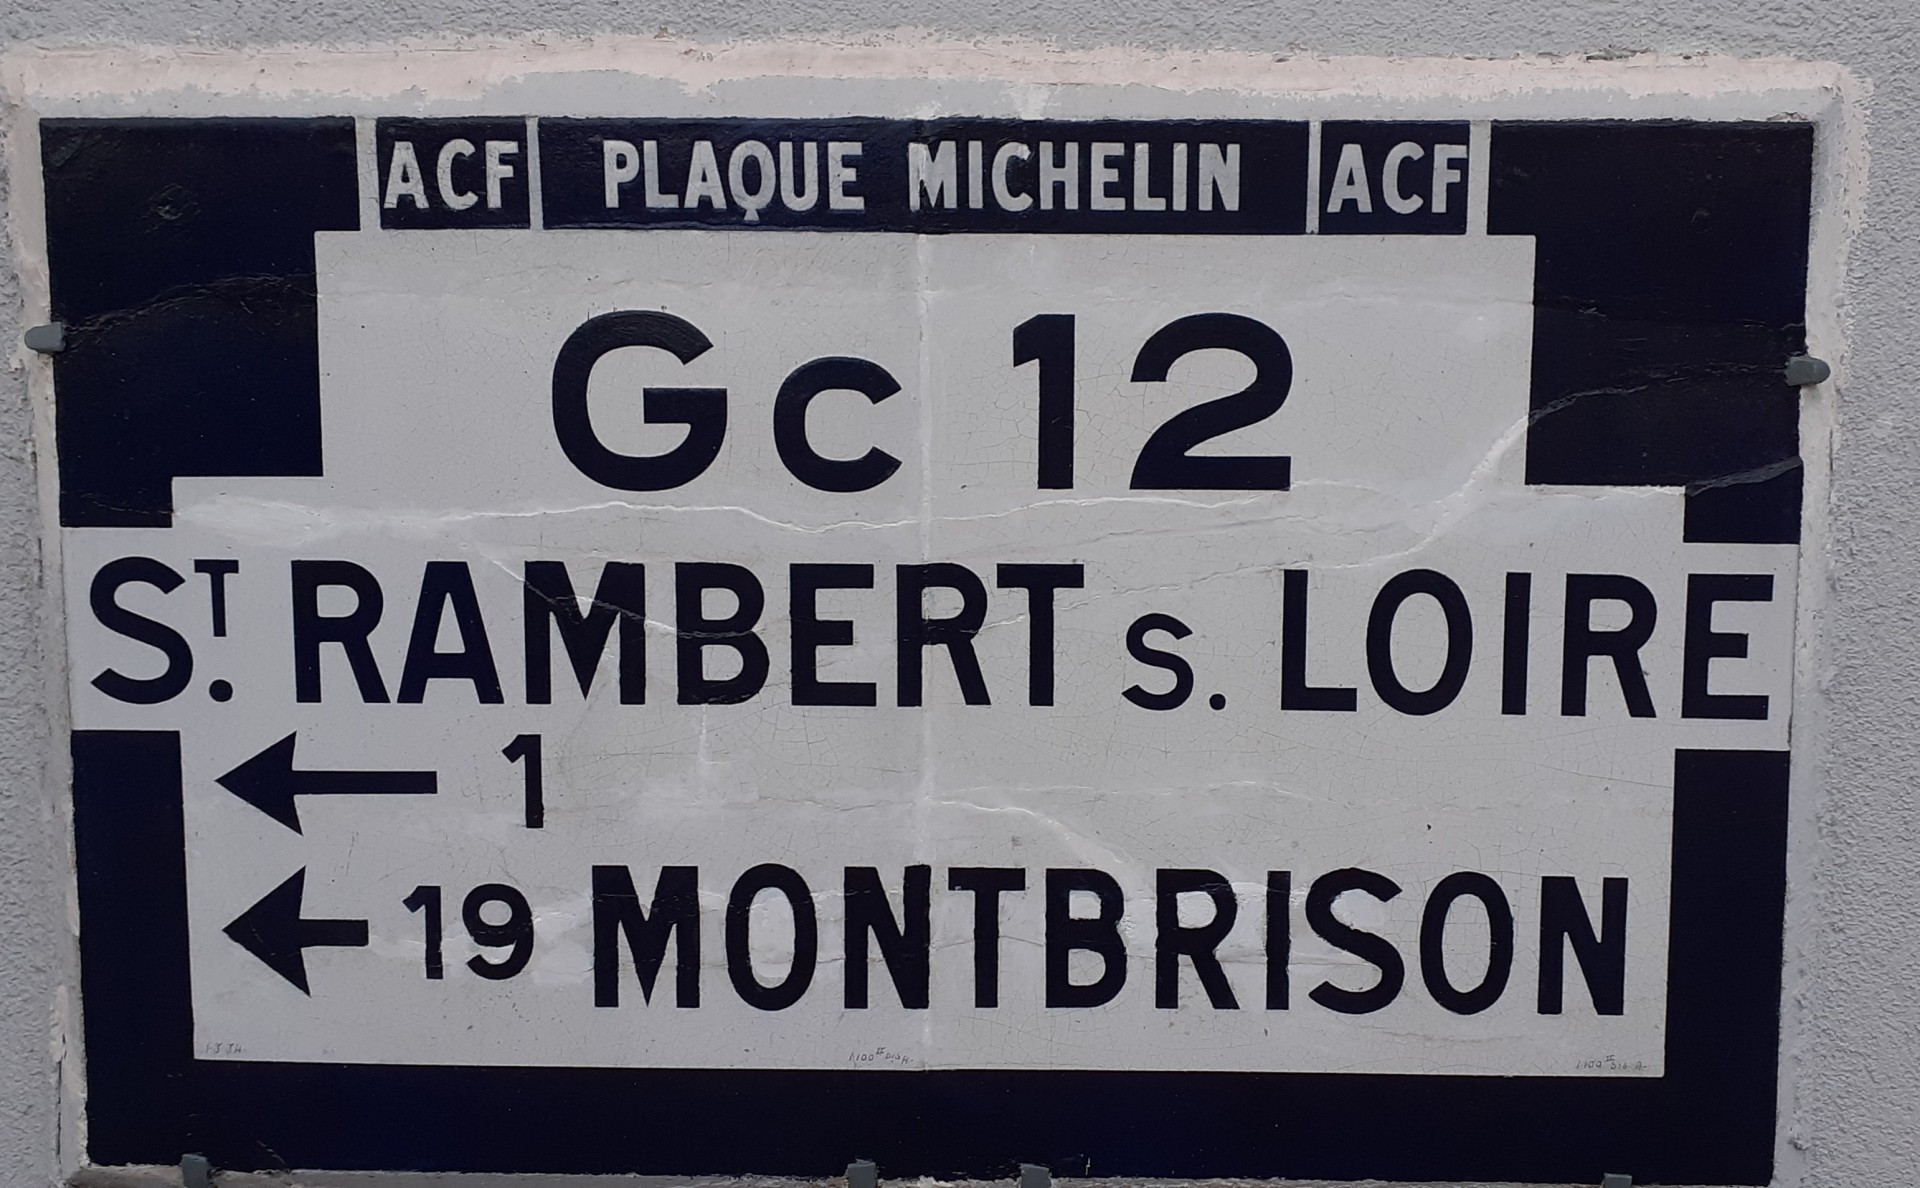 ACF PLAQUE MICHELIN ACF
Gc 12
ST. RAMBERT s. LOIRE
← 1
← 19 MONTBRISON